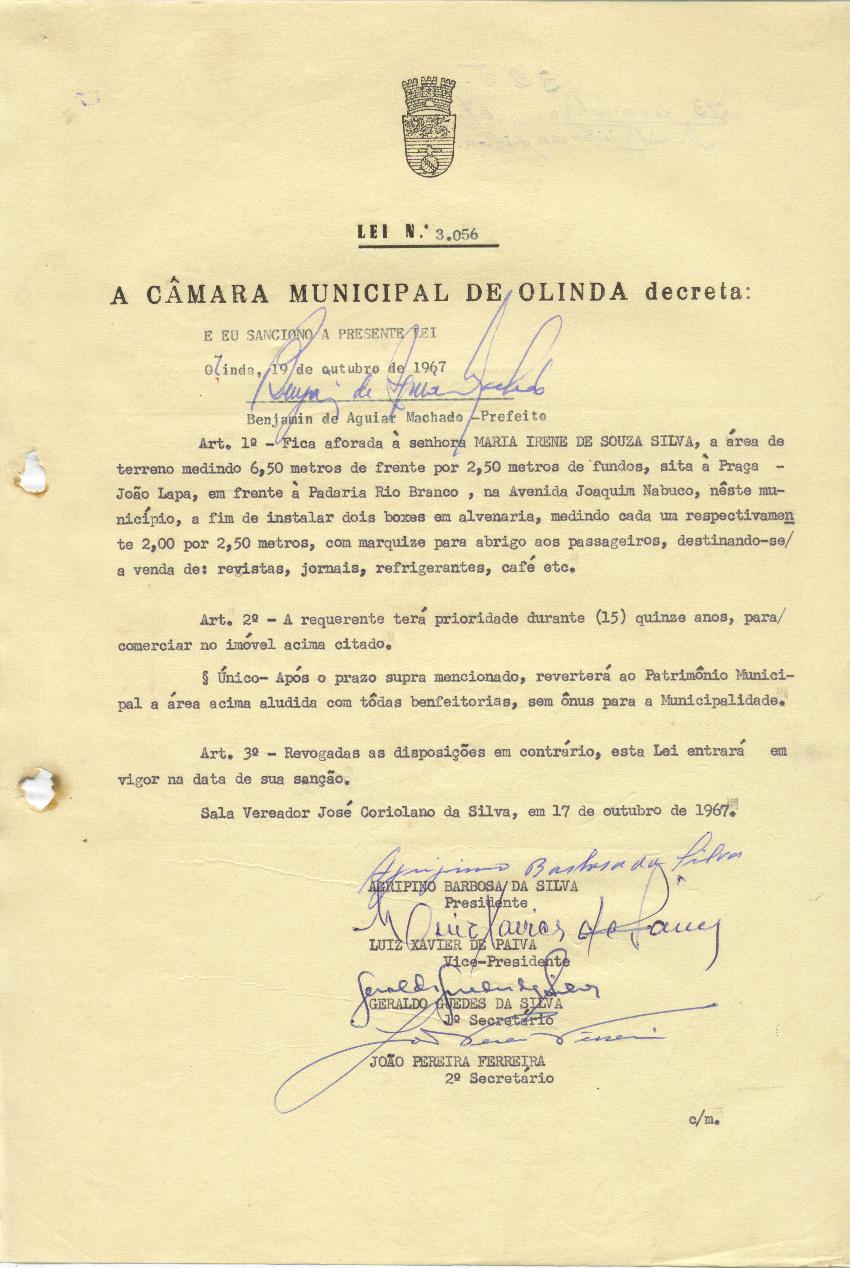 LEI N.º 3.056
A CÂMARA MUNICIPAL DE OLINDA decreta:
E EU SANCIONO A PRESENTE LEI
Olinda, 19 de outubro de 1967
Benjamin de Aguiar Machado
Benjamin de Aguiar Machado -Prefeito
Art. 1º - Fica aforada à senhora MARIA IRENE DE SOUZA SILVA, a área de
terreno medindo 6,50 metros de frente por 2,50 metros de fundos, sita à Praça -
João Lapa, em frente à Padaria Rio Branco , na Avenida Joaquim Nabuco, nêste mu-
nicípio, a fim de instalar dois boxes em alvenaria, medindo cada um respectivamen
te 2,00 por 2,50 metros, com marquize para abrigo aos passageiros, destinando-se/
a venda de: revistas, jornais, refrigerantes, café etc.
Art. 2º - A requerente terá prioridade durante (15) quinze anos, para/
comerciar no imóvel acima citado.
§ Único- Após o prazo supra mencionado, reverterá ao Patrimônio Munici-
pal a área acima aludida com tôdas benfeitorias, sem ônus para a Municipalidade.
Art. 3º - Revogadas as disposições em contrário, esta Lei entrará em
vigor na data de sua sanção.
Sala Vereador José Coriolano da Silva, em 17 de outubro de 1967.
Agripino Barbosa da Silva
AGRIPINO BARBOSA DA SILVA
Presidente
Luiz Xavier de Paiva
LUIZ XAVIER DE PAIVA
Vice-Presidente
Geraldo Guedes da Silva
GERALDO GUEDES DA SILVA
1º Secretário
João Pereira Ferreira
JOÃO PEREIRA FERREIRA
2º Secretário
c/m.